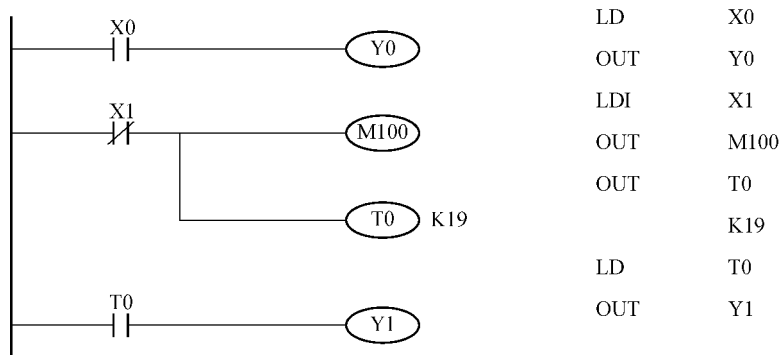 X0
Y0
X1
M100
T0 K19
T0
Y1
LD X0
OUT Y0
LDI X1
OUT M100
OUT T0
K19
LD T0
OUT Y1